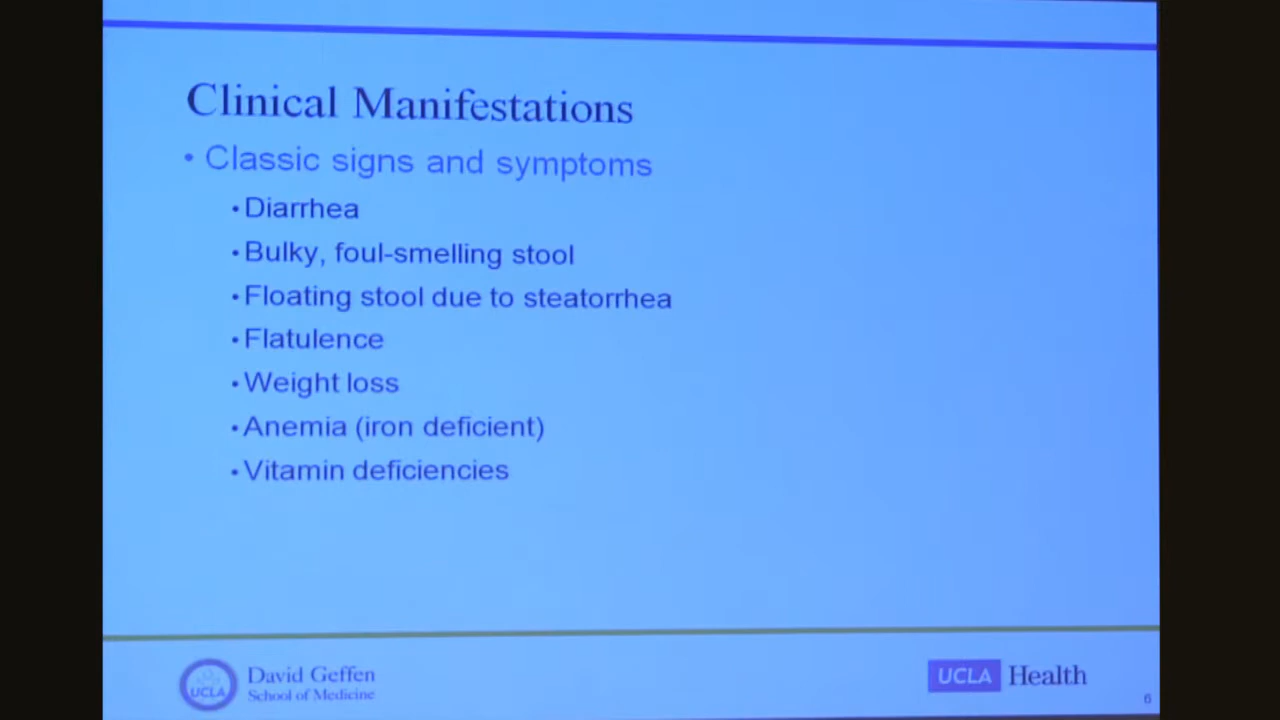 Clinical Manifestations
• Classic signs and symptoms
• Diarrhea
• Bulky, foul-smelling stool
• Floating stool due to steatorrhea
• Flatulence
• Weight loss
• Anemia (iron deficient)
• Vitamin deficiencies
UCLA
David Geffen
School of Medicine
UCLA Health
6